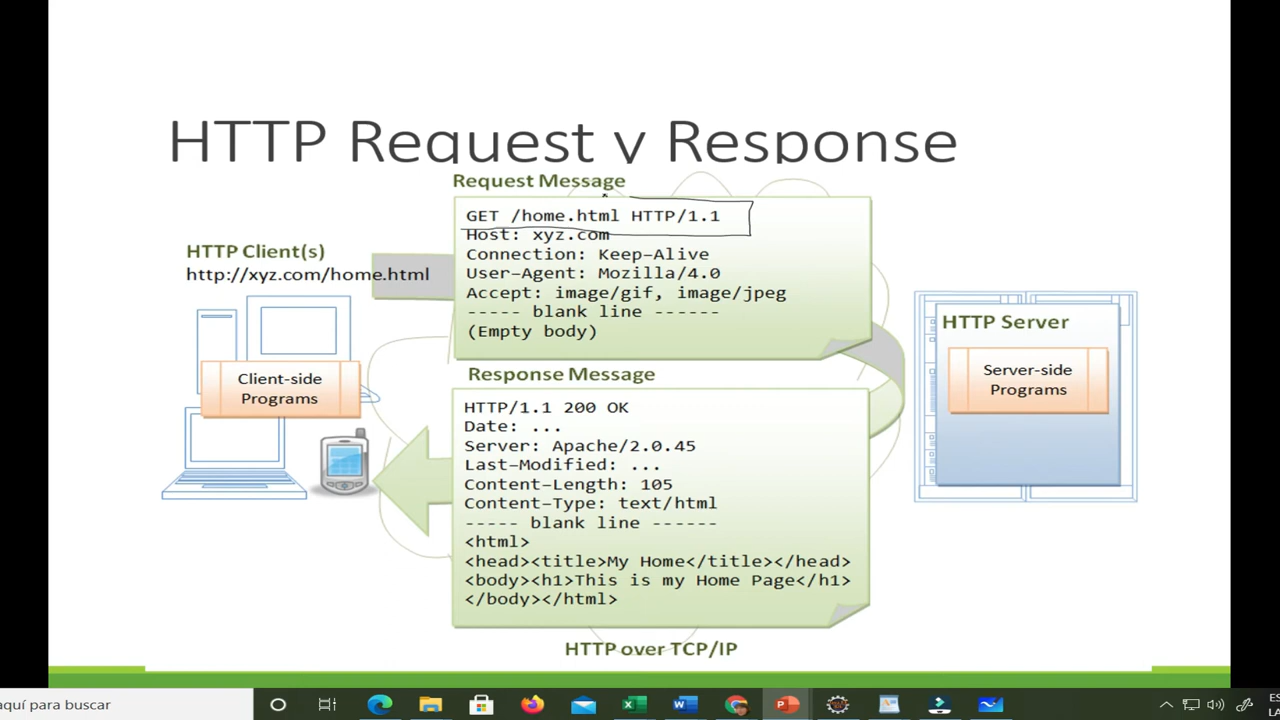 HTTP Request y Response
Request Message
GET /home.html HTTP/1.1
Host: xyz.com
Connection: Keep-Alive
User-Agent: Mozilla/4.0
Accept: image/gif, image/jpeg
----- blank line ------
(Empty body)
HTTP Client(s)
http://xyz.com/home.html
Client-side
Programs
HTTP Server
Server-side
Programs
Response Message
HTTP/1.1 200 OK
Date: ...
Server: Apache/2.0.45
Last-Modified: ...
Content-Length: 105
Content-Type: text/html
----- blank line ------
<html>
<head><title>My Home</title></head>
<body><h1>This is my Home Page</h1>
</body></html>
HTTP over TCP/IP
aquí para buscar
ES
LA